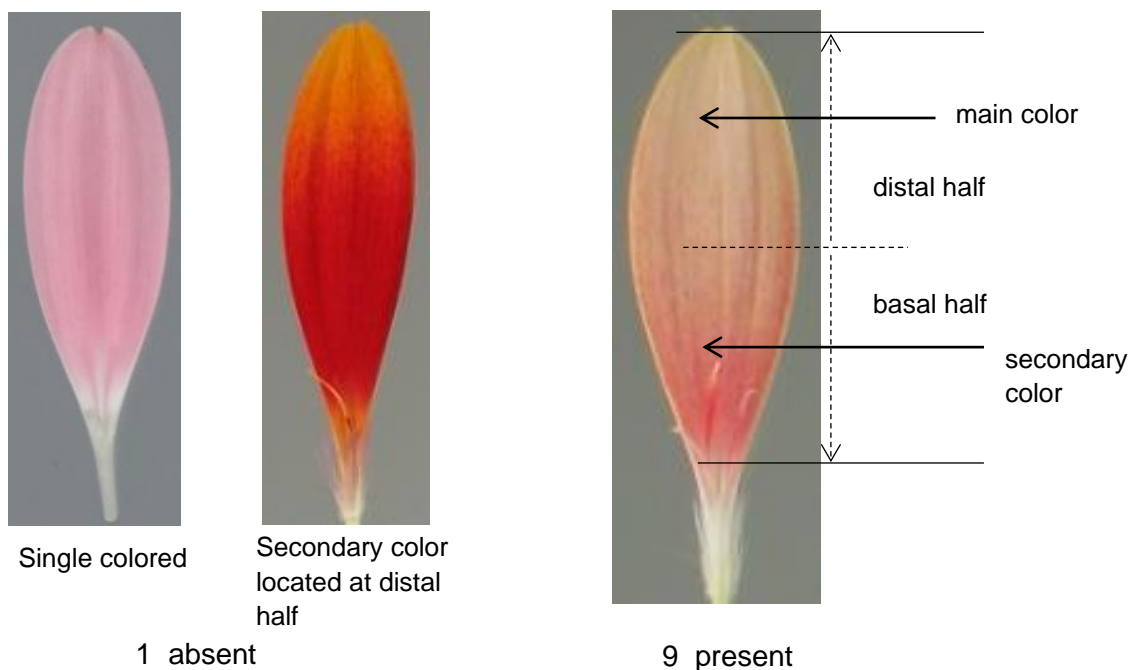 main color
distal half
basal half
secondary
color
Single colored
Secondary color
located at distal
half
1 absent
9 present